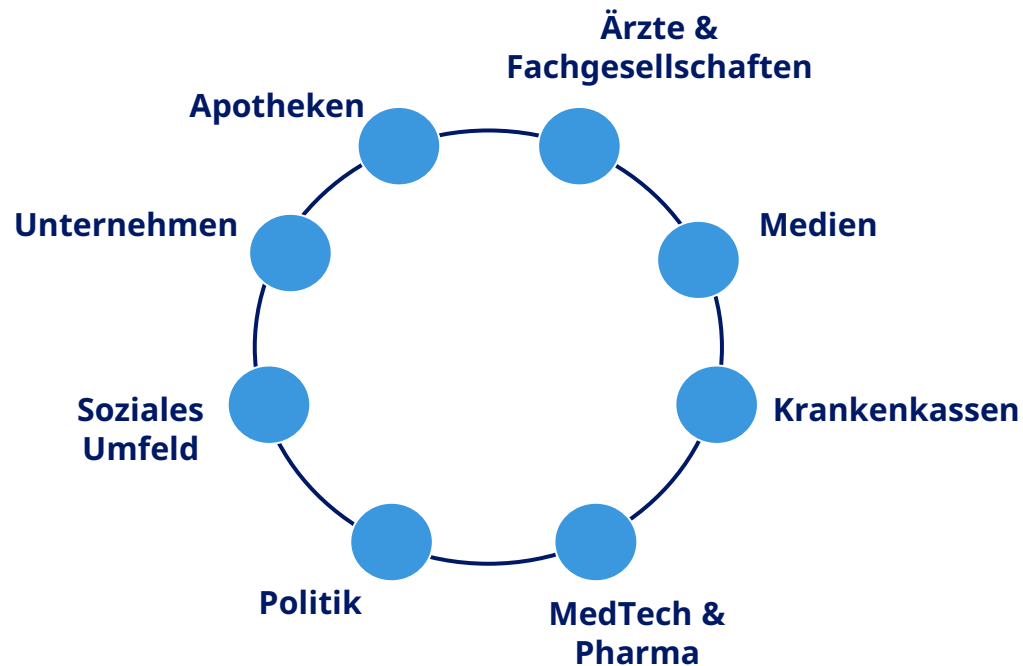 Ärzte &
Fachgesellschaften
Apotheken
Unternehmen
Medien
Soziales
Umfeld
Krankenkassen
Politik
MedTech &
Pharma